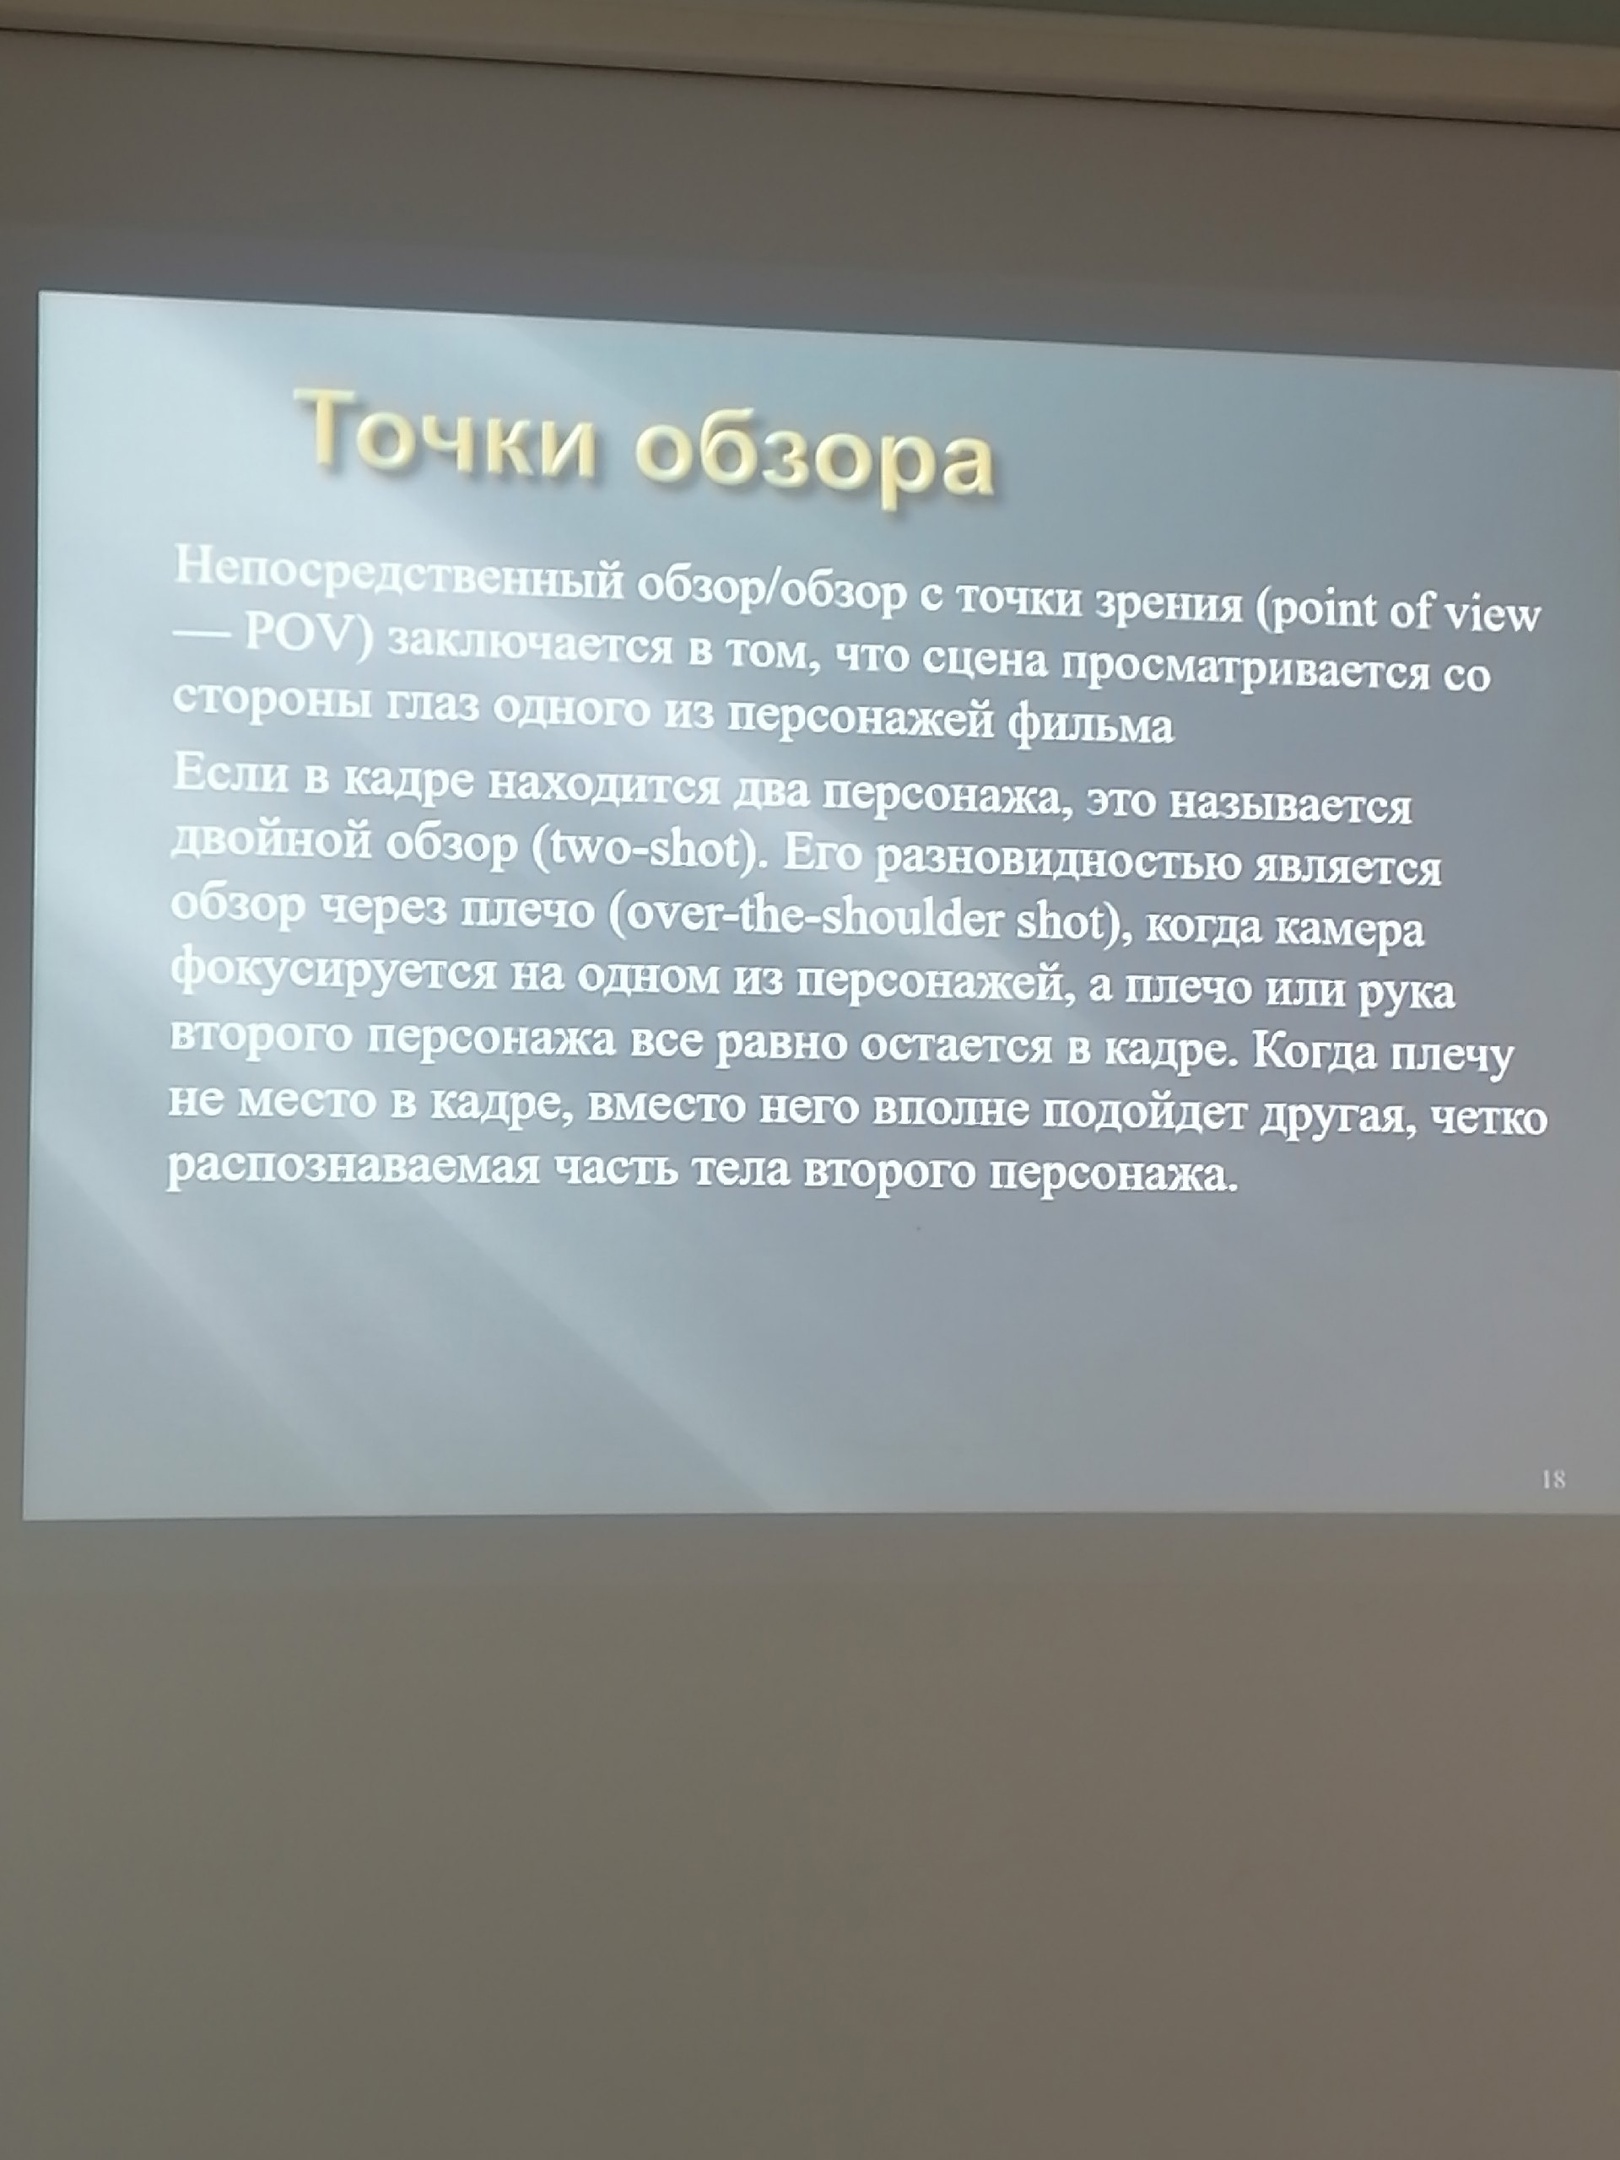 Точки обзора
Непосредственный обзор/обзор с точки зрения (point of view
— POV) заключается в том, что сцена просматривается со
стороны глаз одного из персонажей фильма
Если в кадре находится два персонажа, это называется
двойной обзор (two-shot). Его разновидностью является
обзор через плечо (over-the-shoulder shot), когда камера
фокусируется на одном из персонажей, а плечо или рука
второго персонажа все равно остается в кадре. Когда плечу
не место в кадре, вместо него вполне подойдет другая, четко
распознаваемая часть тела второго персонажа.
18